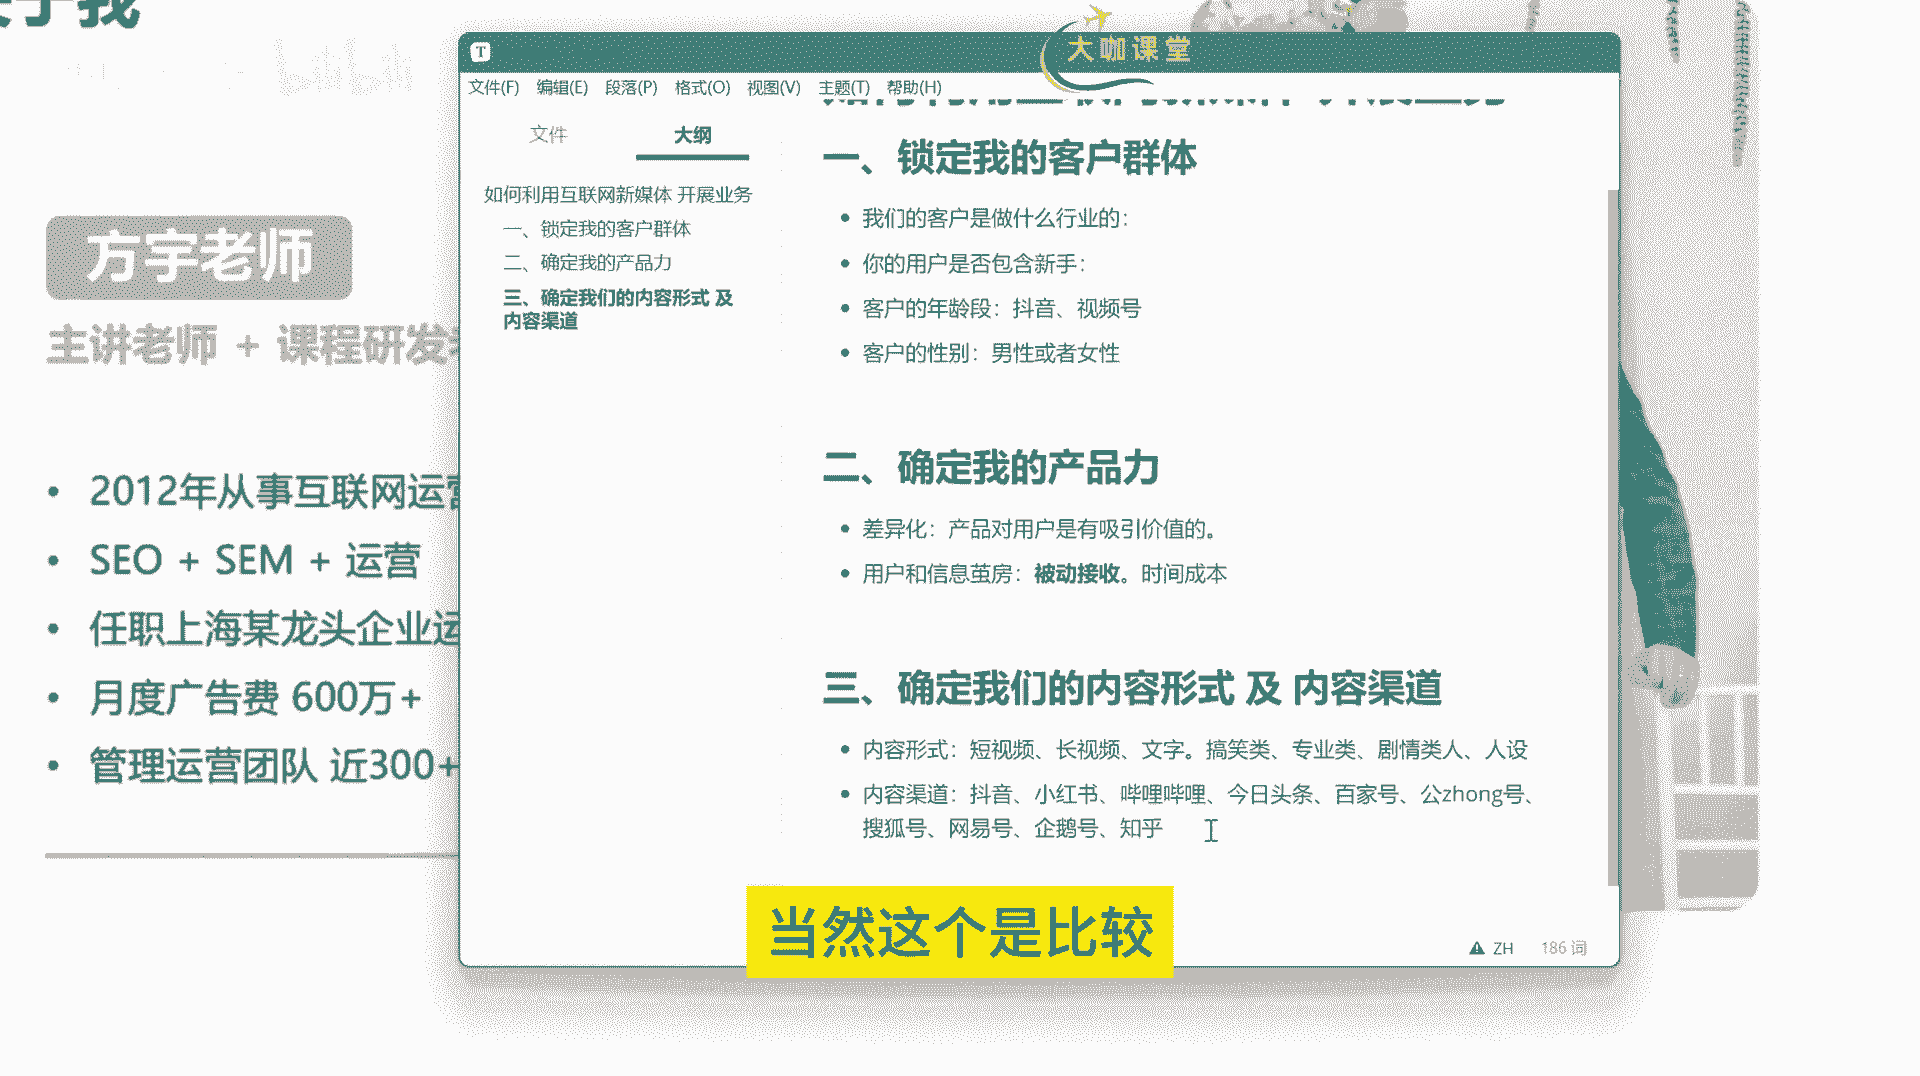 于我
bilibili
方宇老师
主讲老师 + 课程研发
2012年从事互联网运营
SEO + SEM + 运营
任职上海某龙头企业运
月度广告费 600万+
管理运营团队 近300+
T
大咖课堂
文件(F) 编辑(E) 段落(P) 格式(O) 视图(V) 主题(T) 帮助(H)
文件 大纲
如何利用互联网新媒体 开展业务
一、锁定我的客户群体
二、确定我的产品力
三、确定我们的内容形式 及
内容渠道
一、锁定我的客户群体
我们的客户是做什么行业的：
你的用户是否包含新手：
客户的年龄段：抖音、视频号
客户的性别：男性或者女性
二、确定我的产品力
差异化：产品对用户是有吸引价值的。
用户和信息茧房：被动接收。时间成本
三、确定我们的内容形式 及 内容渠道
内容形式：短视频、长视频、文字。搞笑类、专业类、剧情类人、人设
内容渠道：抖音、小红书、哔哩哔哩、今日头条、百家号、公zhong号、
搜狐号、网易号、企鹅号、知乎
ZH 186 词
当然这个是比较